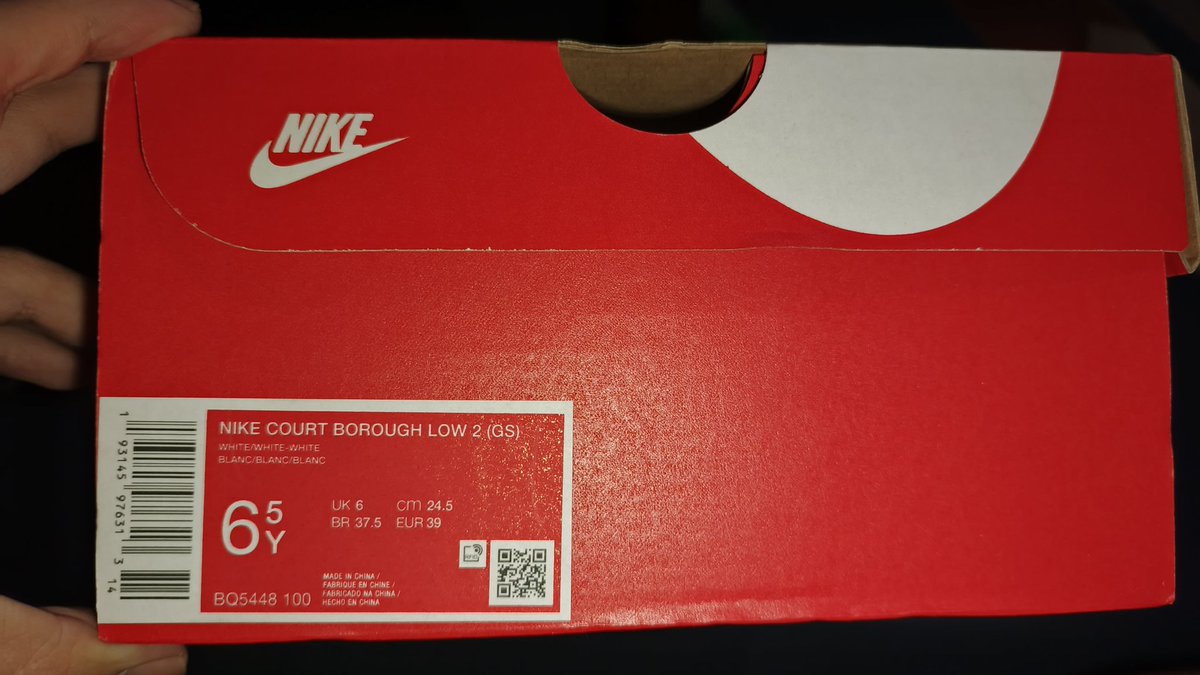 NIKE
NIKE COURT BOROUGH LOW 2 (GS)
WHITE/WHITE-WHITE
BLANC/BLANC/BLANC
6 5 Y
UK 6 cm 24.5
BR 37.5 EUR 39
RFID
BQ5448 100
MADE IN CHINA /
FABRIQUE EN CHINE /
FABRICADO NA CHINA /
HECHO EN CHINA
1 93145 97631 3 14